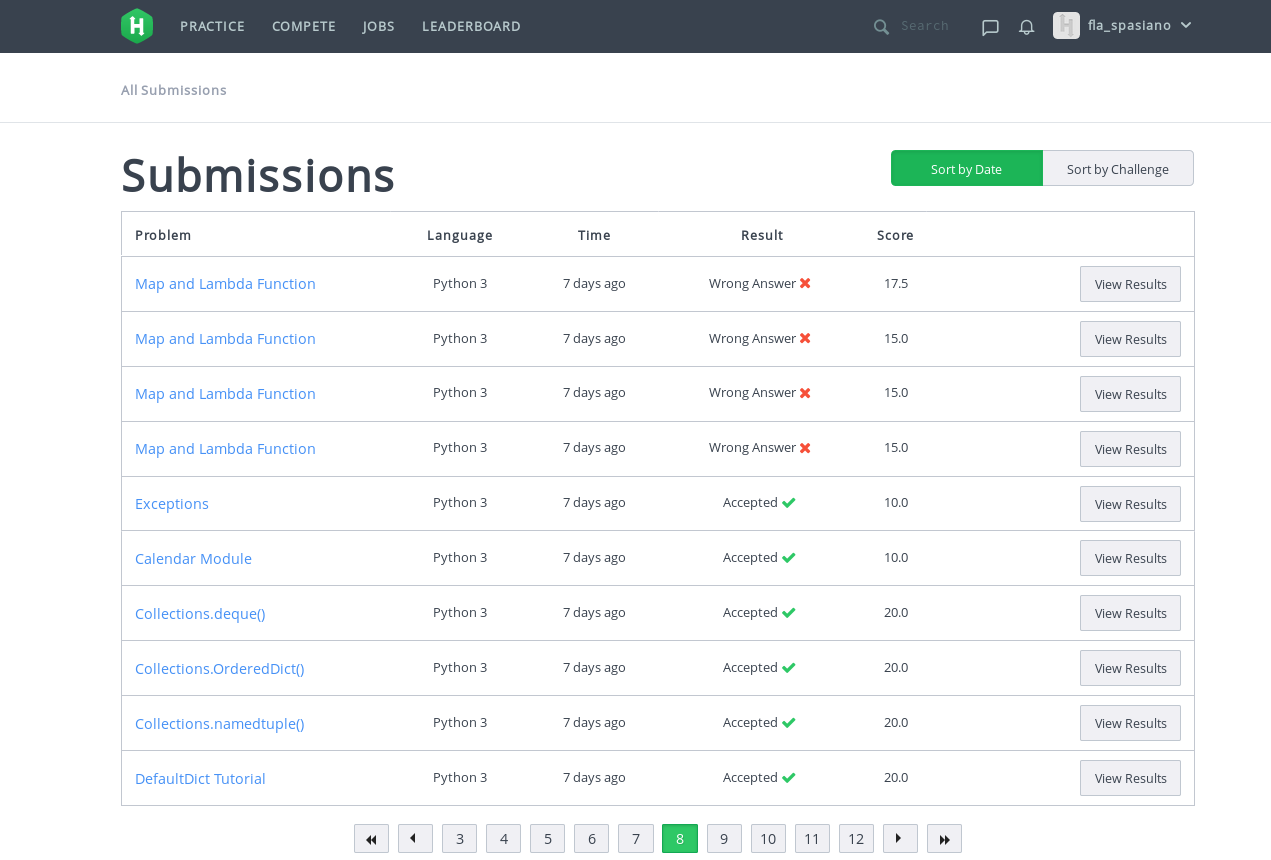 H PRACTICE COMPETE JOBS LEADERBOARD Search fla_spasiano
All Submissions
Submissions Sort by Date Sort by Challenge
Problem Language Time Result Score
Map and Lambda Function Python 3 7 days ago Wrong Answer 17.5 View Results
Map and Lambda Function Python 3 7 days ago Wrong Answer 15.0 View Results
Map and Lambda Function Python 3 7 days ago Wrong Answer 15.0 View Results
Map and Lambda Function Python 3 7 days ago Wrong Answer 15.0 View Results
Exceptions Python 3 7 days ago Accepted 10.0 View Results
Calendar Module Python 3 7 days ago Accepted 10.0 View Results
Collections.deque() Python 3 7 days ago Accepted 20.0 View Results
Collections.OrderedDict() Python 3 7 days ago Accepted 20.0 View Results
Collections.namedtuple() Python 3 7 days ago Accepted 20.0 View Results
DefaultDict Tutorial Python 3 7 days ago Accepted 20.0 View Results
3 4 5 6 7 8 9 10 11 12